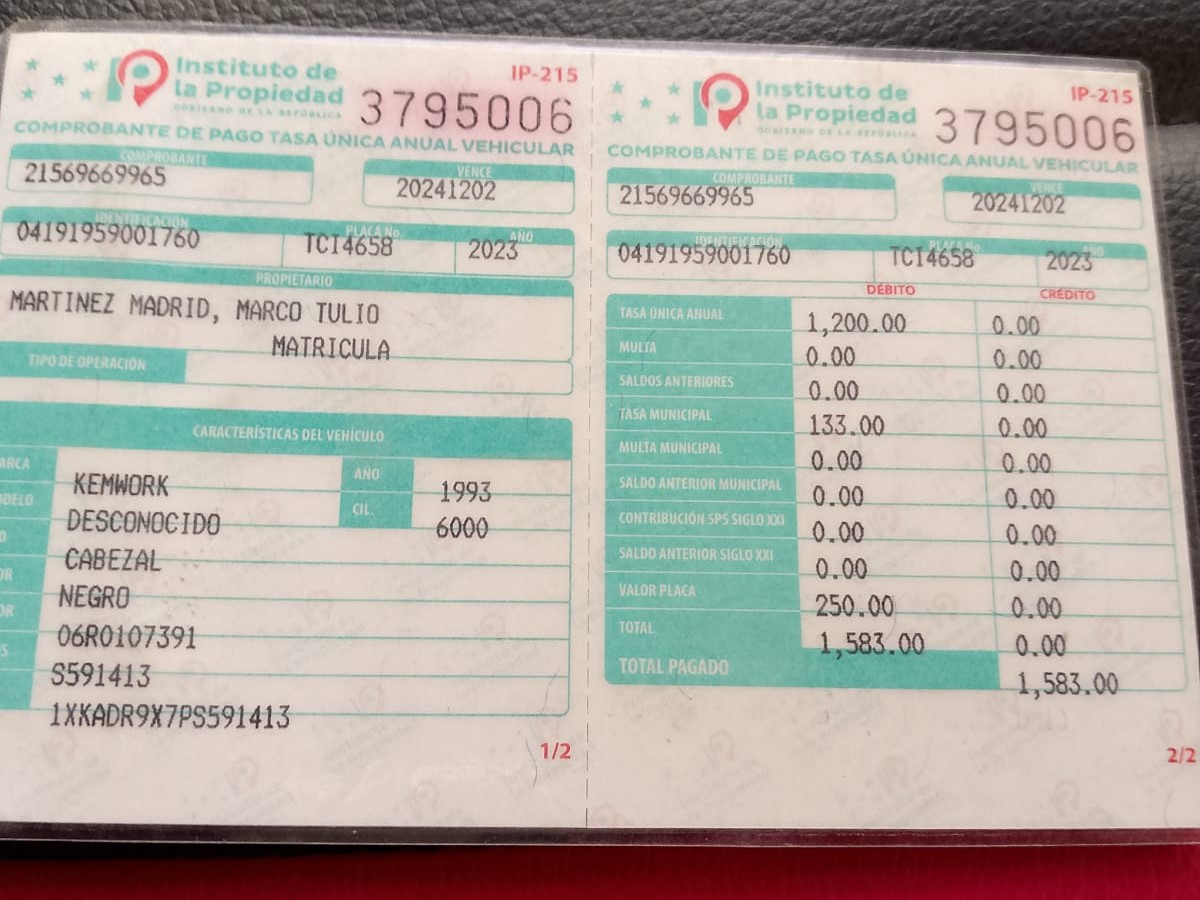 Instituto de
la Propiedad
GOBIERNO DE LA REPÚBLICA
IP-215
3795006
COMPROBANTE DE PAGO TASA ÚNICA ANUAL VEHICULAR
COMPROBANTE
21569669965
VENCE
20241202
IDENTIFICACIÓN
04191959001760
PLACA No.
TCI4658
AÑO
2023
PROPIETARIO
MARTINEZ MADRID, MARCO TULIO
MATRICULA
TIPO DE OPERACIÓN
CARACTERÍSTICAS DEL VEHÍCULO
ARCA
KEMWORK
AÑO
1993
ODELO
DESCONOCIDO
CIL.
6000
O
CABEZAL
OR
NEGRO
OR
06R0107391
S
S591413
1XKADR9X7PS591413
1/2
Instituto de
la Propiedad
GOBIERNO DE LA REPÚBLICA
IP-215
3795006
COMPROBANTE DE PAGO TASA ÚNICA ANUAL VEHICULAR
COMPROBANTE
21569669965
VENCE
20241202
IDENTIFICACIÓN
04191959001760
PLACA No.
TCI4658
AÑO
2023
DÉBITO CRÉDITO
TASA ÚNICA ANUAL 1,200.00 0.00
MULTA 0.00 0.00
SALDOS ANTERIORES 0.00 0.00
TASA MUNICIPAL 133.00 0.00
MULTA MUNICIPAL 0.00 0.00
SALDO ANTERIOR MUNICIPAL 0.00 0.00
CONTRIBUCIÓN SPS SIGLO XXI 0.00 0.00
SALDO ANTERIOR SIGLO XXI 0.00 0.00
VALOR PLACA 250.00 0.00
TOTAL 1,583.00 0.00
TOTAL PAGADO 1,583.00
2/2